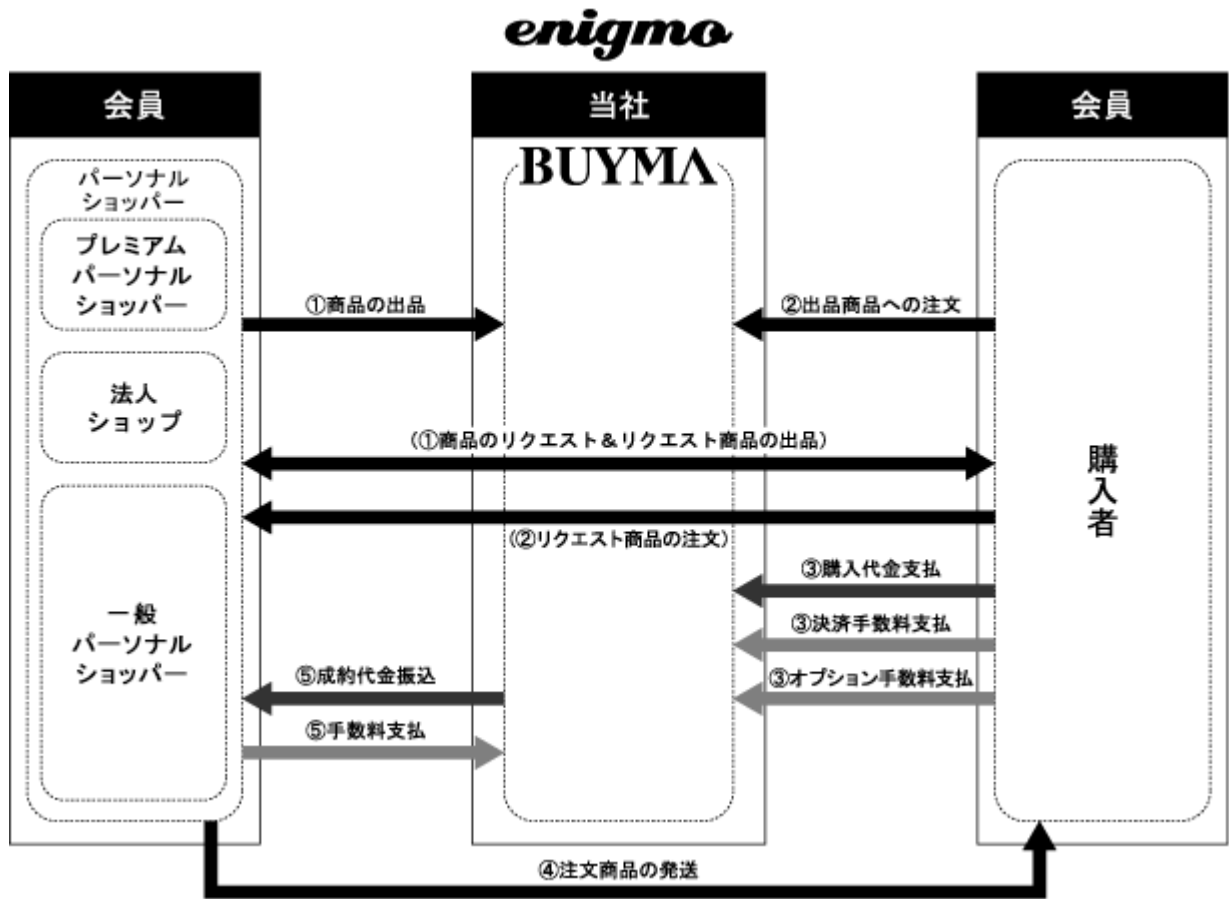 enigmo
会員
当社
会員
BUYMA
パーソナル
ショッパー
プレミアム
パーソナル
ショッパー
①商品の出品
②出品商品への注文
法人
ショップ
(①商品のリクエスト＆リクエスト商品の出品)
購入者
(②リクエスト商品の注文)
③購入代金支払
一般
パーソナル
ショッパー
③決済手数料支払
⑤成約代金振込
③オプション手数料支払
⑤手数料支払
④注文商品の発送